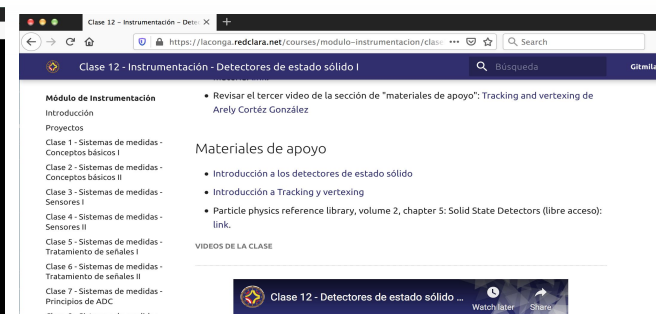 Clase 12 – Instrumentación – Dete
https://laconga.redclara.net/courses/modulo-instrumentacion/clase
Search
Clase 12 - Instrumentación - Detectores de estado sólido I
Búsqueda
Gitmila
Módulo de Instrumentación
Introducción
Proyectos
Clase 1 - Sistemas de medidas -
Conceptos básicos I
Clase 2 - Sistemas de medidas -
Conceptos básicos II
Clase 3 - Sistemas de medidas -
Sensores I
Clase 4 - Sistemas de medidas -
Sensores II
Clase 5 - Sistemas de medidas -
Tratamiento de señales I
Clase 6 - Sistemas de medidas -
Tratamiento de señales II
Clase 7 - Sistemas de medidas -
Principios de ADC
• Revisar el tercer video de la sección de "materiales de apoyo": Tracking and vertexing de
Arely Cortéz González
Materiales de apoyo
• Introducción a los detectores de estado sólido
• Introducción a Tracking y vertexing
• Particle physics reference library, volume 2, chapter 5: Solid State Detectors (libre acceso):
link.
VIDEOS DE LA CLASE
Clase 12 - Detectores de estado sólido ...
Watch later
Share